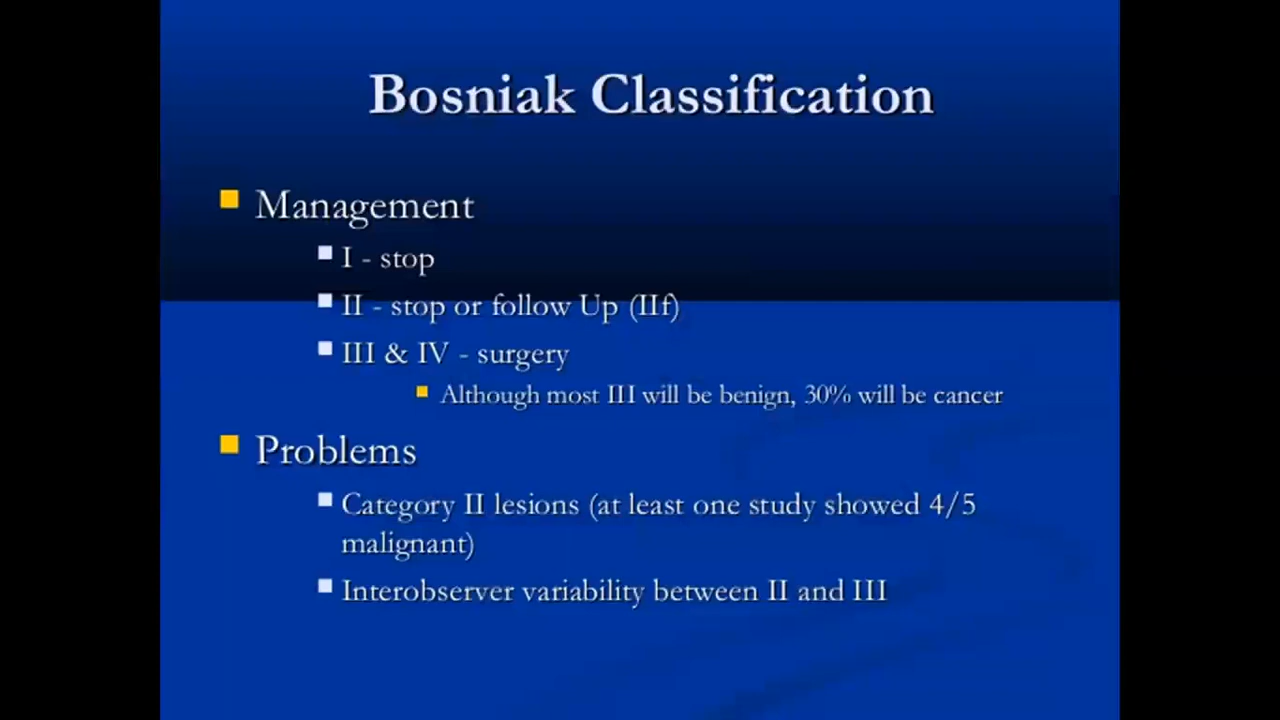 Bosniak Classification
Management
I - stop
II - stop or follow Up (IIf)
III & IV - surgery
Although most III will be benign, 30% will be cancer
Problems
Category II lesions (at least one study showed 4/5
malignant)
Interobserver variability between II and III